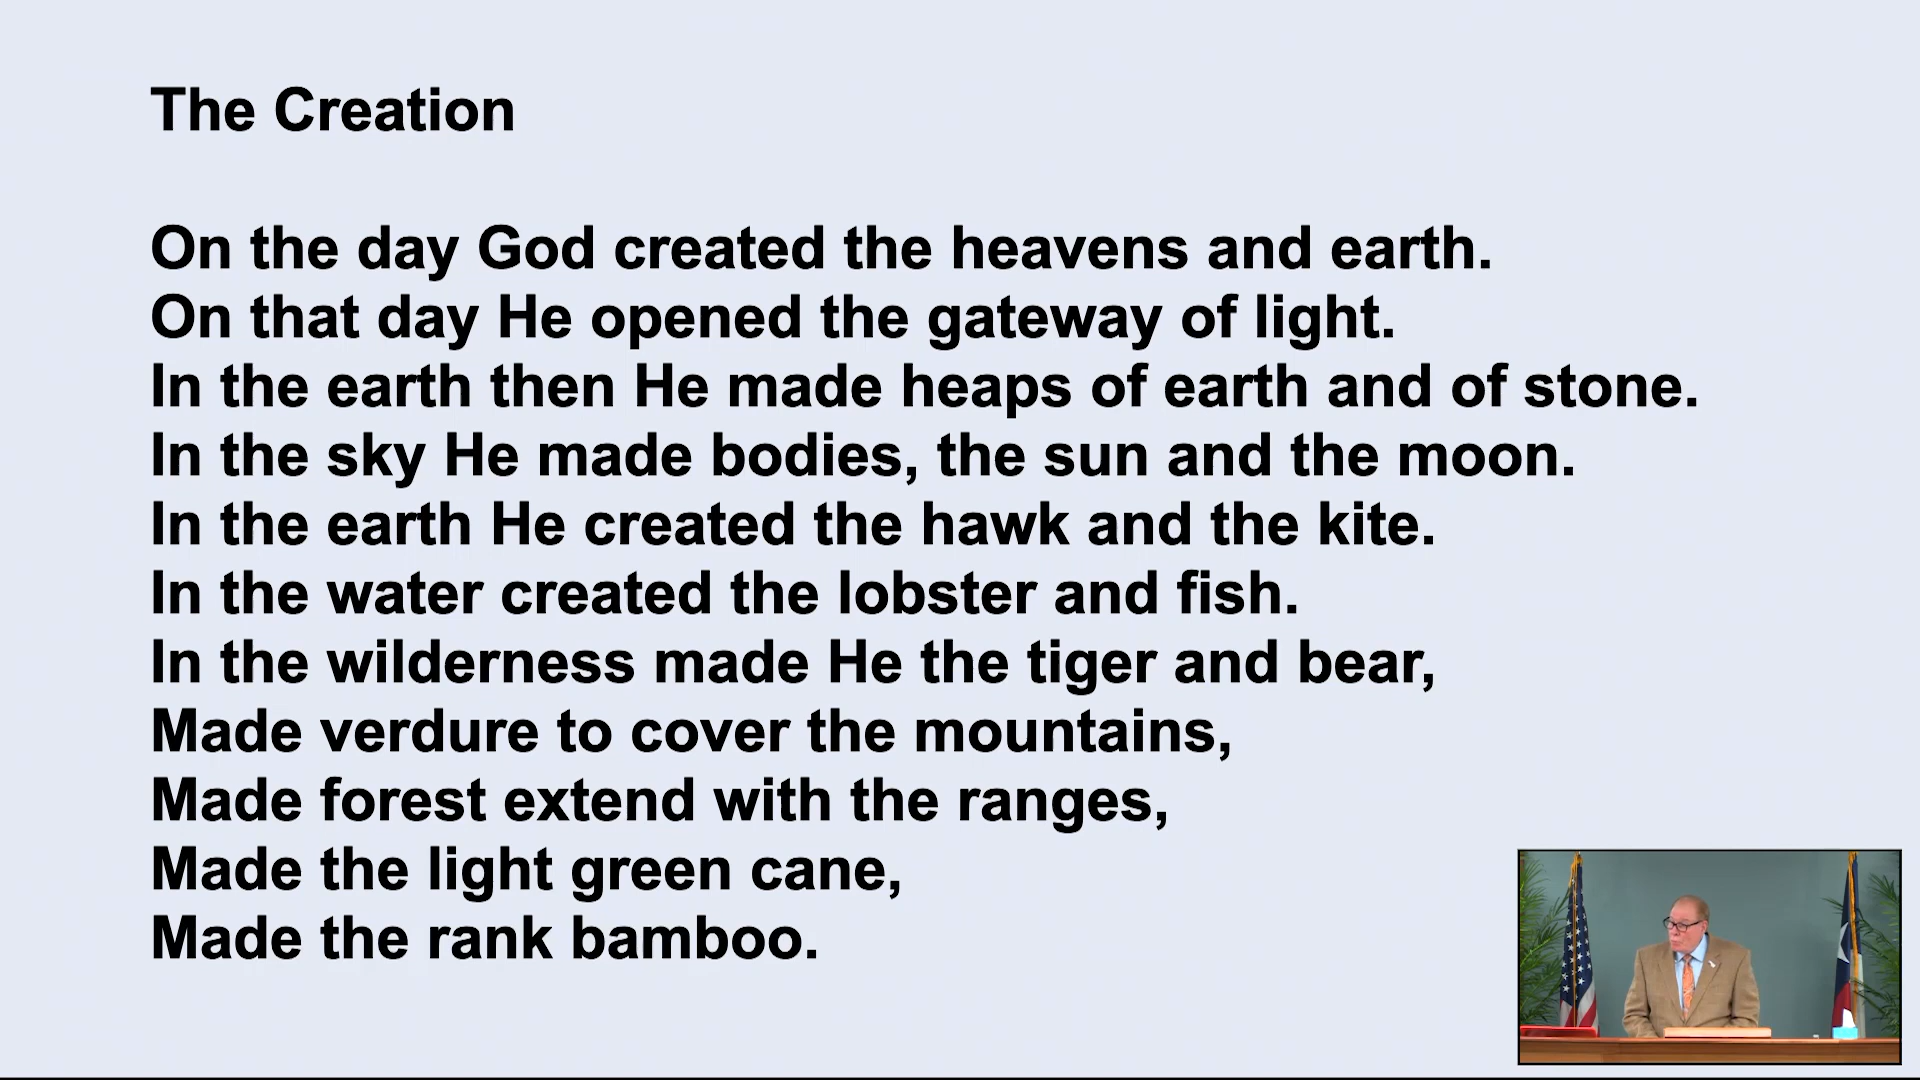 The Creation
On the day God created the heavens and earth.
On that day He opened the gateway of light.
In the earth then He made heaps of earth and of stone.
In the sky He made bodies, the sun and the moon.
In the earth He created the hawk and the kite.
In the water created the lobster and fish.
In the wilderness made He the tiger and bear,
Made verdure to cover the mountains,
Made forest extend with the ranges,
Made the light green cane,
Made the rank bamboo.